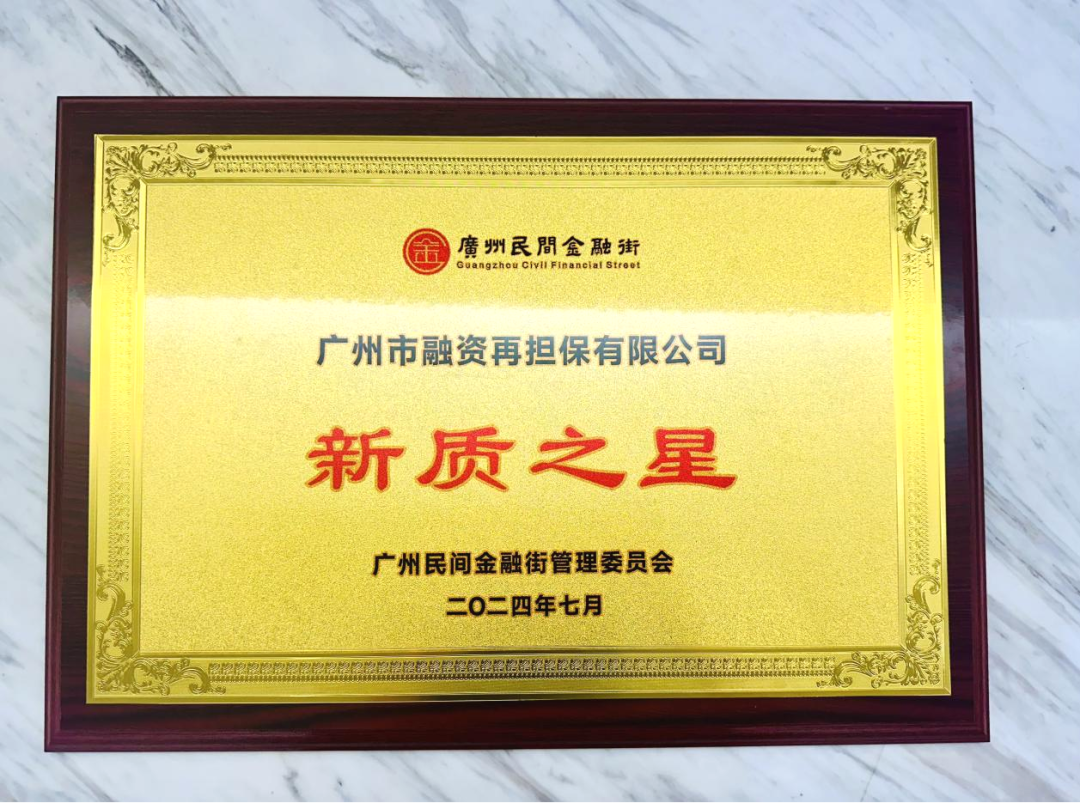 金
廣州民間金融街
Guangzhou Civil Financial Street
广州市融资再担保有限公司
新质之星
广州民间金融街管理委员会
二〇二四年七月